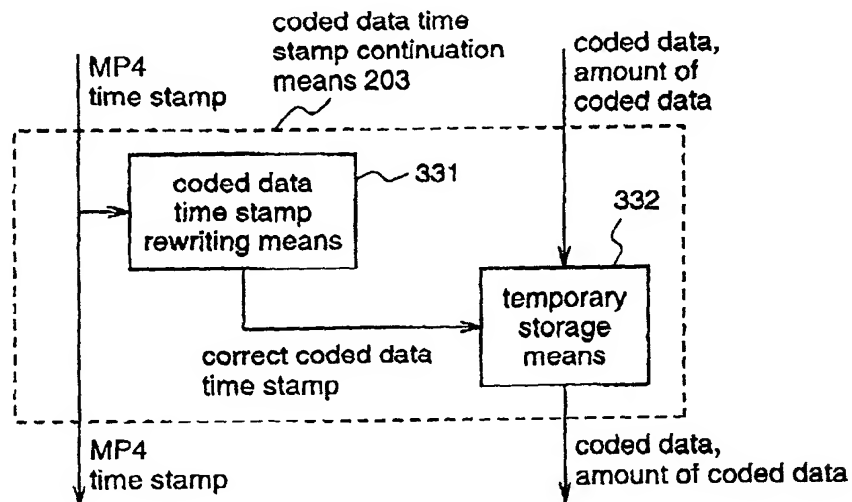 coded data time
stamp continuation
means 203
MP4
time stamp
coded data,
amount of
coded data
coded data
time stamp
rewriting means
331
332
temporary
storage
means
correct coded data
time stamp
MP4
time stamp
coded data,
amount of coded data